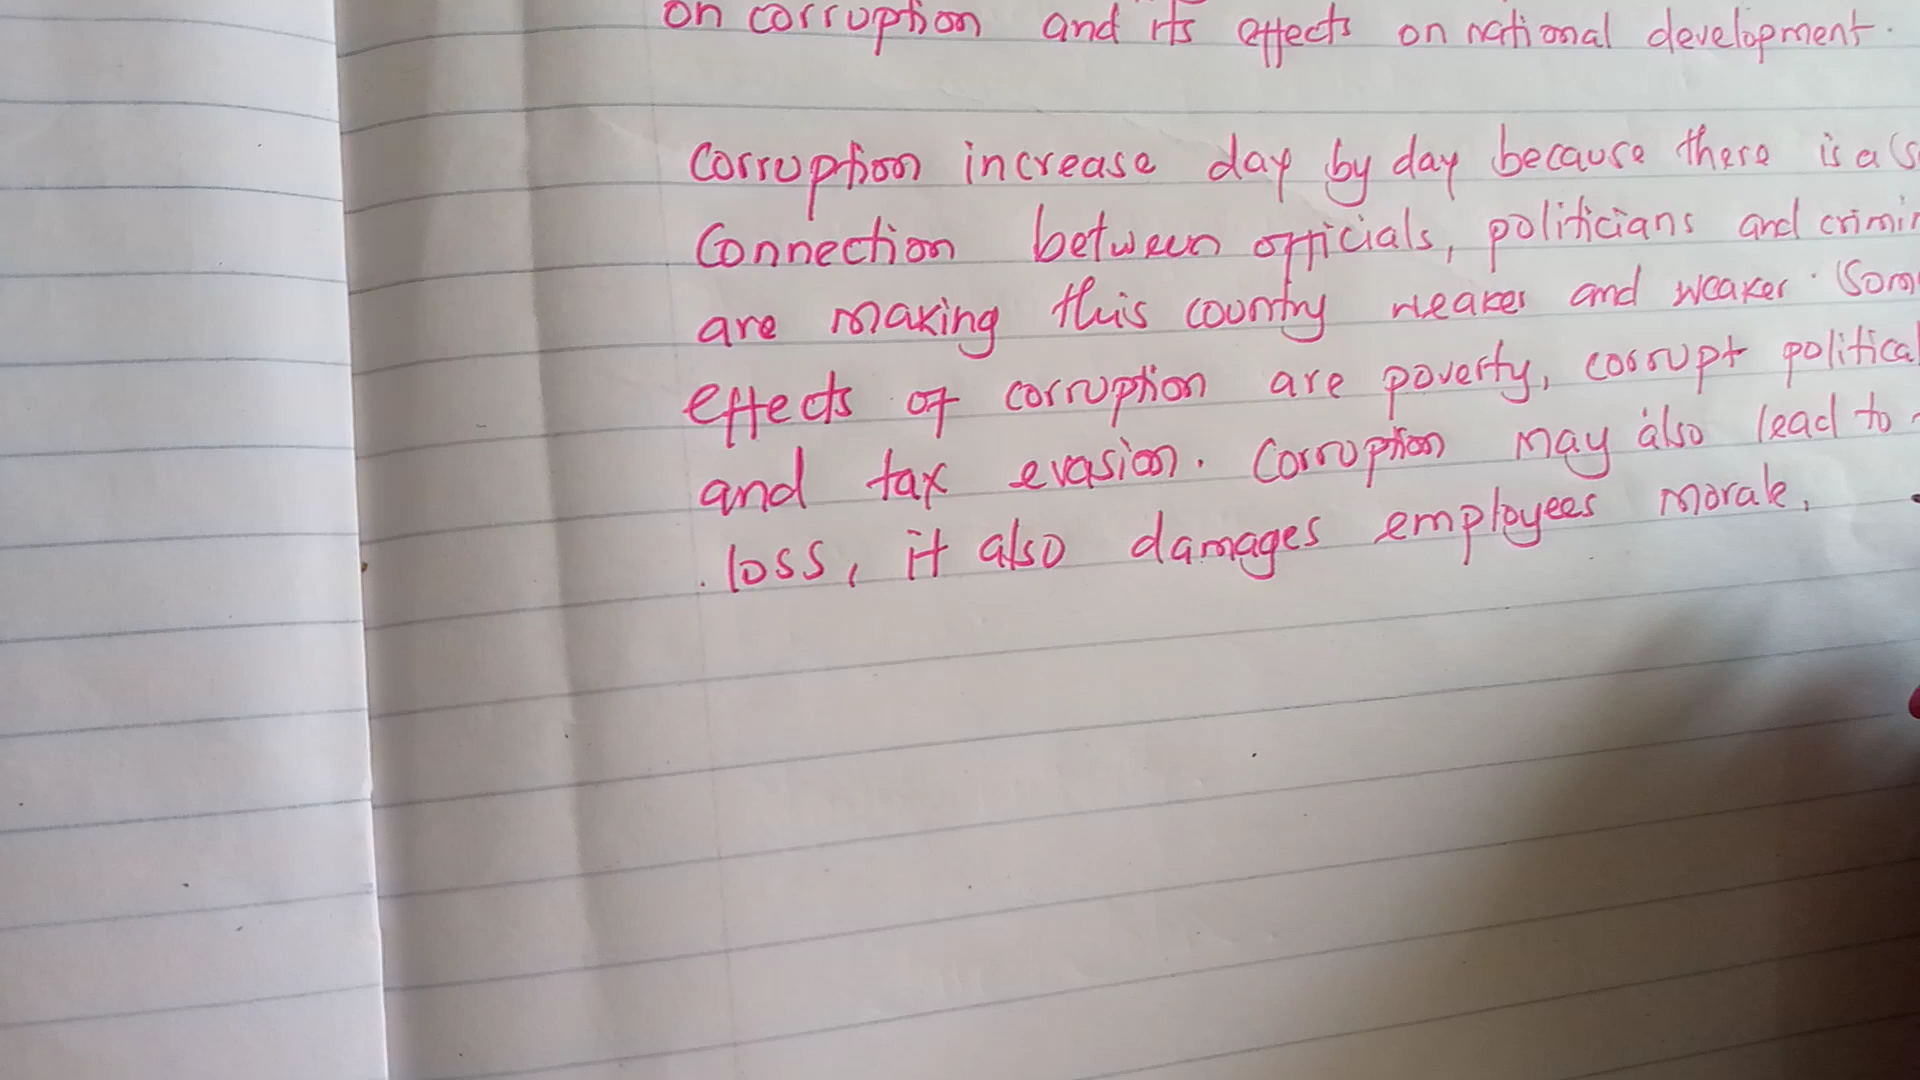 on corruption and its effects on national development.
Corruption increase day by day because there is a
Connection between officials, politicians and
are making this country weaker and weaker.
effects of corruption are poverty, corrupt political
and tax evasion. Corruption may also lead to
loss, it also damages employees morale.